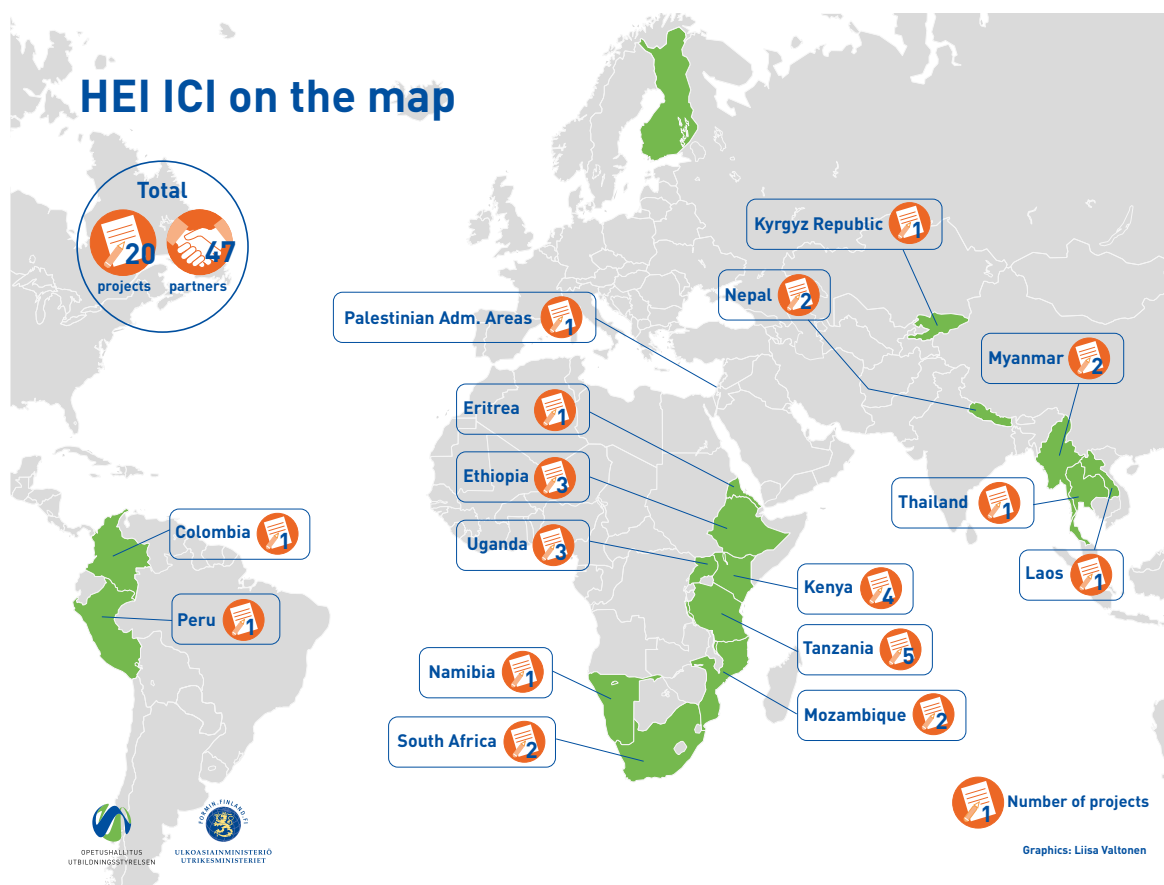 HEI ICI on the map
Total
20
47
projects
partners
Kyrgyz Republic 1
Nepal 2
Palestinian Adm. Areas 1
Myanmar 2
Eritrea 1
Ethiopia 3
Thailand 1
Colombia 1
Uganda 3
Laos 1
Kenya 4
Peru 1
Tanzania 5
Namibia 1
Mozambique 2
South Africa 2
1 Number of projects
FORMIN.FINLAND.FI
OPETUSHALLITUS
UTBILDNINGSSTYRELSEN
ULKOASIAINMINISTERIÖ
UTRIKESMINISTERIET
Graphics: Liisa Valtonen